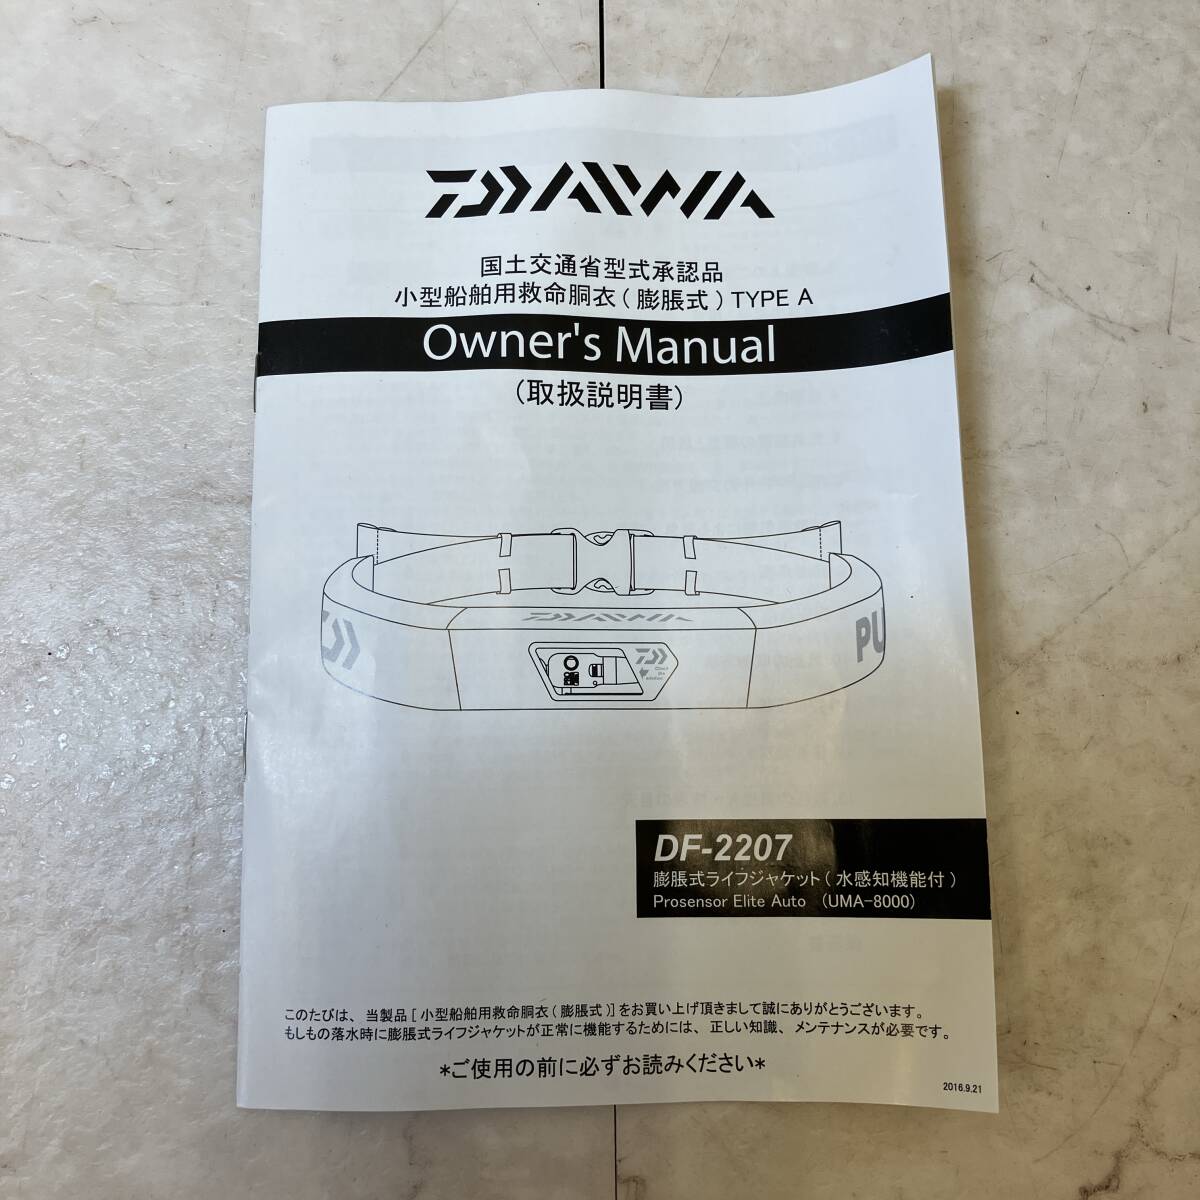 DAIWA
国土交通省型式承認品
小型船舶用救命胴衣(膨脹式)TYPE A
Owner's Manual
(取扱説明書)
DAIWA
PU
DF-2207
膨脹式ライフジャケット(水感知機能付)
Prosensor Elite Auto (UMA-8000)
このたびは、当製品[小型船舶用救命胴衣(膨脹式)]をお買い上げ頂きまして誠にありがとうございます。
もしもの落水時に膨脹式ライフジャケットが正常に機能するためには、正しい知識、メンテナンスが必要です。
*ご使用の前に必ずお読みください*
2016.9.21